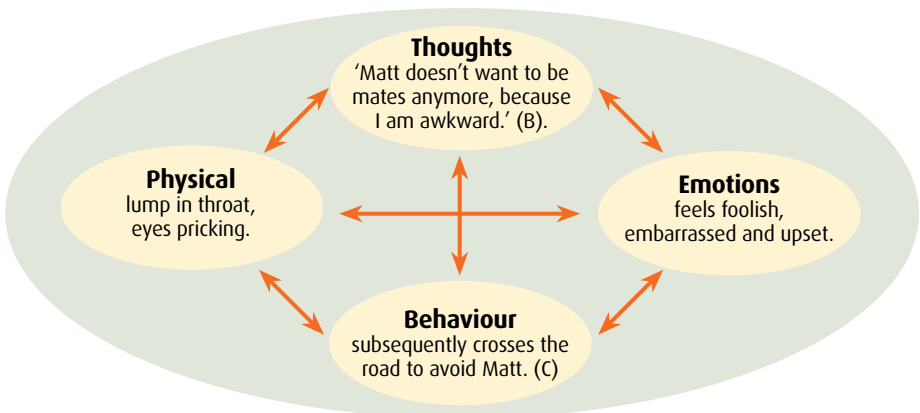 Thoughts
‘Matt doesn’t want to be
mates anymore, because
I am awkward.’ (B).
Physical
lump in throat,
eyes pricking.
Emotions
feels foolish,
embarrassed and upset.
Behaviour
subsequently crosses the
road to avoid Matt. (C)